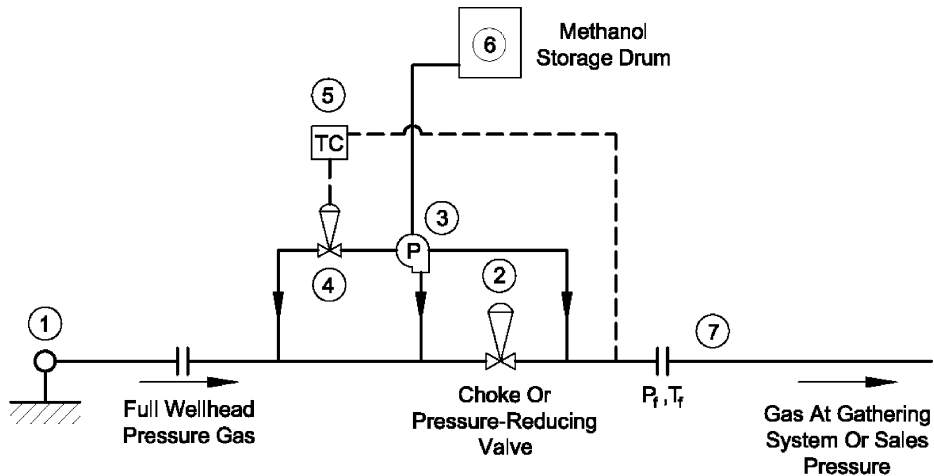 6
Methanol
Storage Drum
5
TC
3
P
2
4
1
7
Full Wellhead
Pressure Gas
Choke Or
Pressure-Reducing
Valve
Pf ,Tf
Gas At Gathering
System Or Sales
Pressure